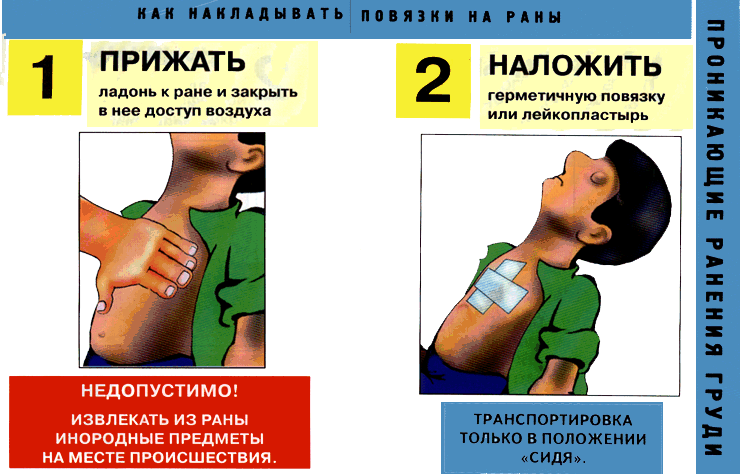 КАК НАКЛАДЫВАТЬ ПОВЯЗКИ НА РАНЫ
1
ПРИЖАТЬ
ладонь к ране и закрыть
в нее доступ воздуха
2
НАЛОЖИТЬ
герметичную повязку
или лейкопластырь
НЕДОПУСТИМО!
ИЗВЛЕКАТЬ ИЗ РАНЫ
ИНОРОДНЫЕ ПРЕДМЕТЫ
НА МЕСТЕ ПРОИСШЕСТВИЯ.
ТРАНСПОРТИРОВКА
ТОЛЬКО В ПОЛОЖЕНИИ
«СИДЯ».
ПРОНИКАЮЩИЕ РАНЕНИЯ ГРУДИ